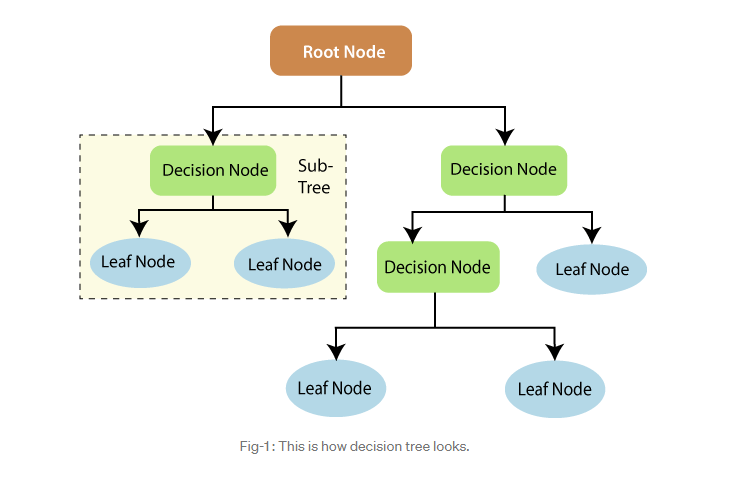 Root Node
Decision Node
Sub-
Tree
Decision Node
Leaf Node
Leaf Node
Decision Node
Leaf Node
Leaf Node
Leaf Node
Fig-1: This is how decision tree looks.